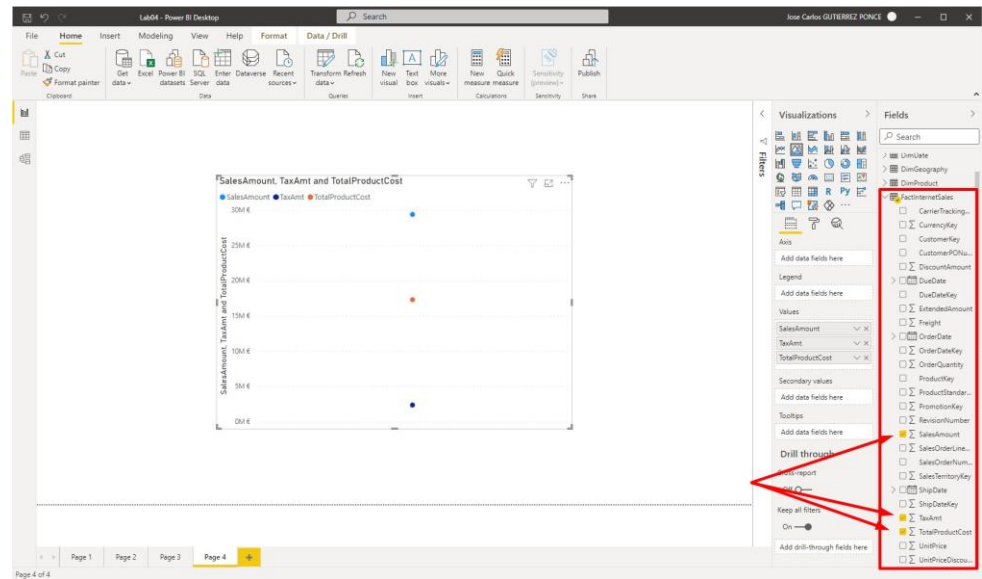 Lab04 - Power BI Desktop
Search
Jose Carlos GUTIERREZ PONCE
File Home Insert Modeling View Help Format Data / Drill
Paste
Cut
Copy
Format painter
Clipboard
Get data
Excel
Power BI datasets
SQL Server
Enter data
Dataverse
Recent sources
Data
Transform data
Refresh
Queries
New visual
Text box
More visuals
Insert
New measure
Quick measure
Calculations
Sensitivity (preview)
Sensitivity
Publish
Share
SalesAmount, TaxAmt and TotalProductCost
SalesAmount TaxAmt TotalProductCost
SalesAmount, TaxAmt and TotalProductCost
30M €
25M €
20M €
15M €
10M €
5M €
0M €
Filters
Visualizations
R Py
Axis
Add data fields here
Legend
Add data fields here
Values
SalesAmount
TaxAmt
TotalProductCost
Secondary values
Add data fields here
Tooltips
Add data fields here
Drill through
Cross-report
Off
Keep all filters
On
Add drill-through fields here
Fields
Search
DimDate
DimGeography
DimProduct
FactInternetSales
CarrierTracking...
CurrencyKey
CustomerKey
CustomerPONu...
DiscountAmount
DueDate
DueDateKey
ExtendedAmount
Freight
OrderDate
OrderDateKey
OrderQuantity
ProductKey
ProductStandar...
PromotionKey
RevisionNumber
SalesAmount
SalesOrderLine...
SalesOrderNum...
SalesTerritoryKey
ShipDate
ShipDateKey
TaxAmt
TotalProductCost
UnitPrice
UnitPriceDiscou...
Page 1 Page 2 Page 3 Page 4
Page 4 of 4